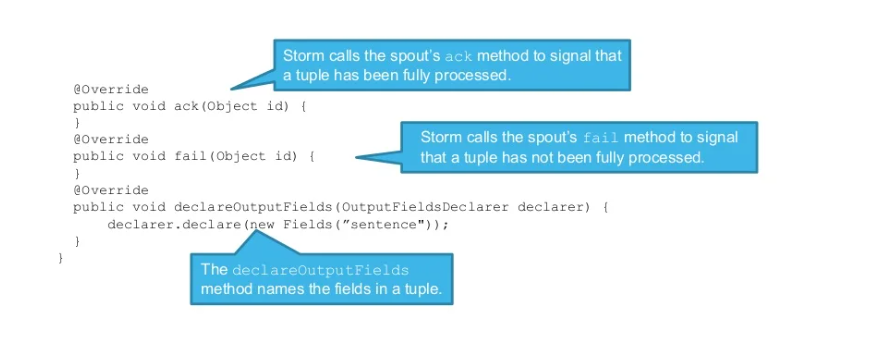 Storm calls the spout's ack method to signal that
a tuple has been fully processed.
@Override
public void ack(Object id) {
}
@Override
public void fail(Object id) {
}
Storm calls the spout's fail method to signal
that a tuple has not been fully processed.
@Override
public void declareOutputFields(OutputFieldsDeclarer declarer) {
declarer.declare(new Fields(”sentence"));
}
}
The declareOutputFields
method names the fields in a tuple.